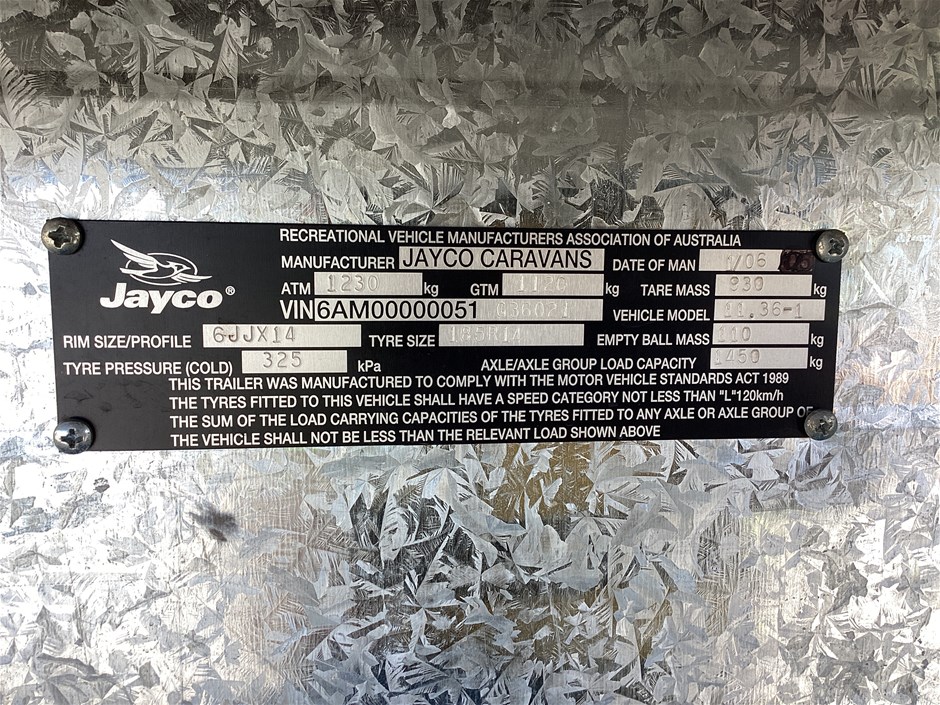 RECREATIONAL VEHICLE MANUFACTURERS ASSOCIATION OF AUSTRALIA
Jayco®
MANUFACTURER JAYCO CARAVANS DATE OF MAN /06
ATM 1230 kg GTM kg TARE MASS 930 kg
VIN 6AM00000051 VEHICLE MODEL 11.36-1
RIM SIZE/PROFILE 6JJX14 TYRE SIZE 185R14 EMPTY BALL MASS 110 kg
TYRE PRESSURE (COLD) 325 kPa AXLE/AXLE GROUP LOAD CAPACITY 1450 kg
THIS TRAILER WAS MANUFACTURED TO COMPLY WITH THE MOTOR VEHICLE STANDARDS ACT 1989
THE TYRES FITTED TO THIS VEHICLE SHALL HAVE A SPEED CATEGORY NOT LESS THAN "L"120km/h
THE SUM OF THE LOAD CARRYING CAPACITIES OF THE TYRES FITTED TO ANY AXLE OR AXLE GROUP OF
THE VEHICLE SHALL NOT BE LESS THAN THE RELEVANT LOAD SHOWN ABOVE